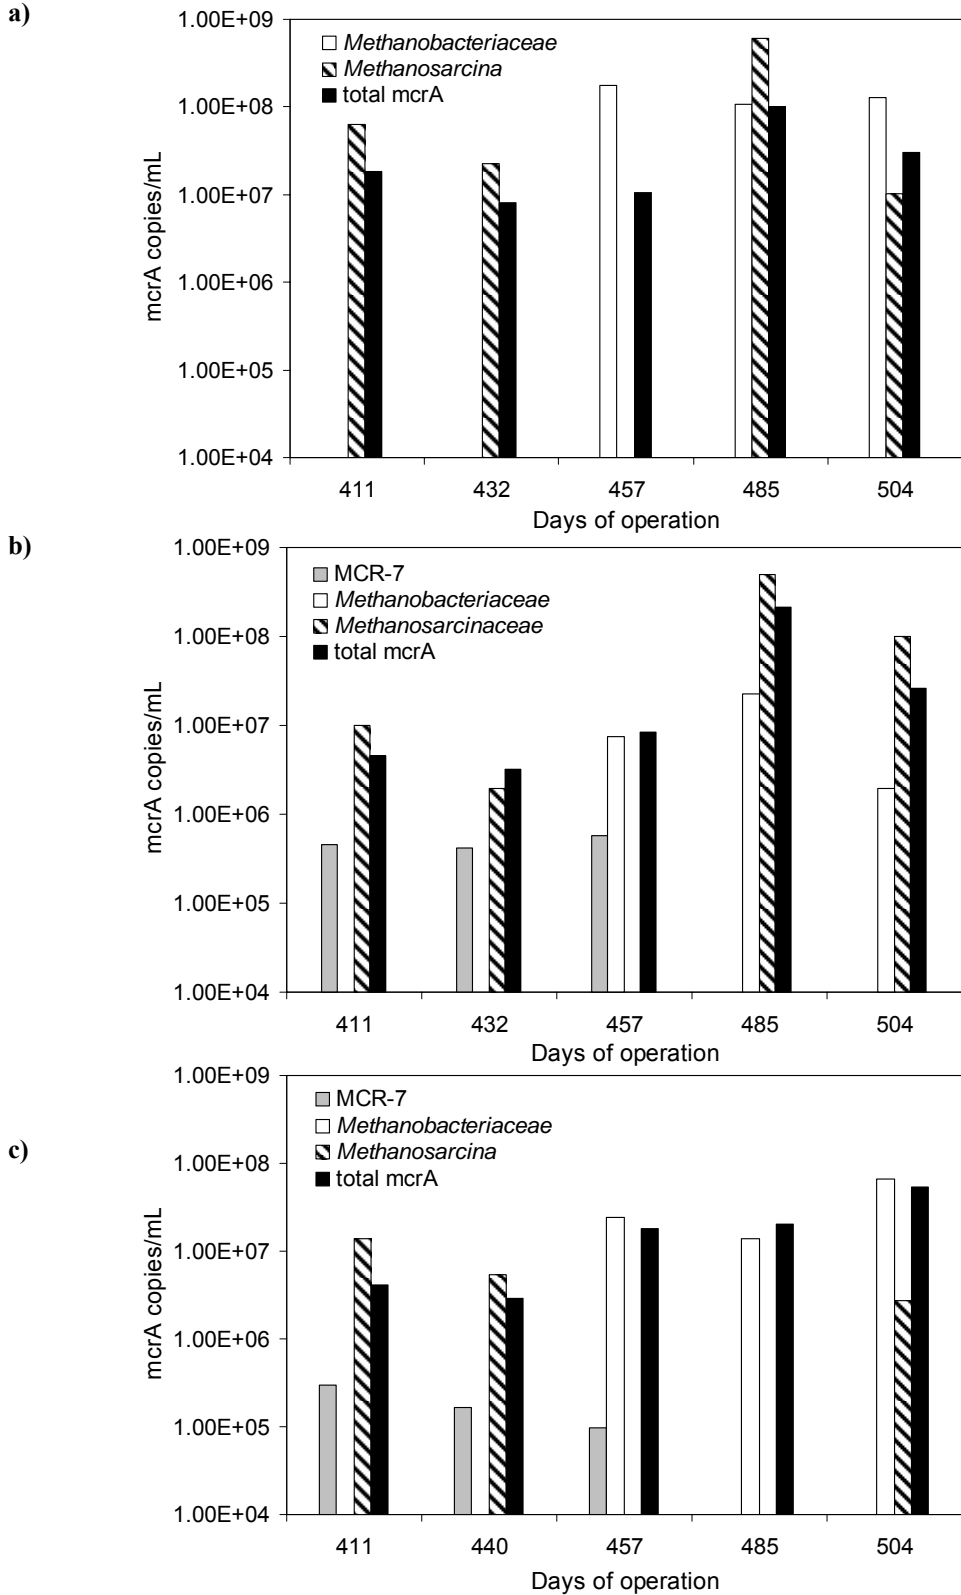 a)
1.00E+09
1.00E+08
1.00E+07
1.00E+06
1.00E+05
1.00E+04
mcrA copies/mL
Methanobacteriaceae
Methanosarcina
total mcrA
411 432 457 485 504
Days of operation
b)
1.00E+09
1.00E+08
1.00E+07
1.00E+06
1.00E+05
1.00E+04
mcrA copies/mL
MCR-7
Methanobacteriaceae
Methanosarcinaceae
total mcrA
411 432 457 485 504
Days of operation
c)
1.00E+09
1.00E+08
1.00E+07
1.00E+06
1.00E+05
1.00E+04
mcrA copies/mL
MCR-7
Methanobacteriaceae
Methanosarcina
total mcrA
411 440 457 485 504
Days of operation